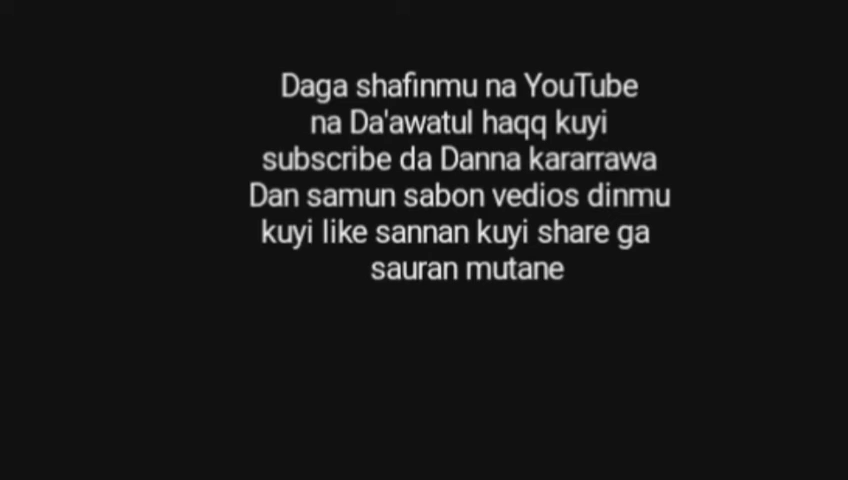 Daga shafinmu na YouTube
na Da'awatul haqq kuyi
subscribe da Danna kararrawa
Dan samun sabon vedios dinmu
kuyi like sannan kuyi share ga
sauran mutane